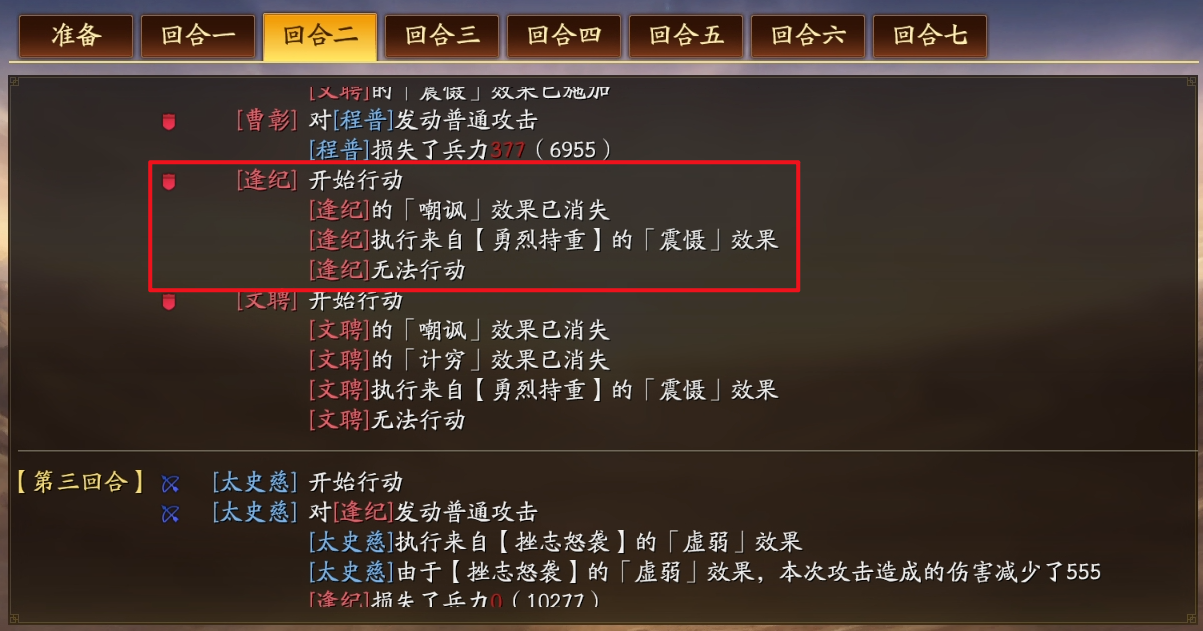 准备 回合一 回合二 回合三 回合四 回合五 回合六 回合七
[文聘]的「震慑」效果已施加
[曹彰] 对[程普]发动普通攻击
[程普]损失了兵力377（6955）
[逢纪] 开始行动
[逢纪]的「嘲讽」效果已消失
[逢纪]执行来自【勇烈持重】的「震慑」效果
[逢纪]无法行动
[文聘] 开始行动
[文聘]的「嘲讽」效果已消失
[文聘]的「计穷」效果已消失
[文聘]执行来自【勇烈持重】的「震慑」效果
[文聘]无法行动
【第三回合】 [太史慈] 开始行动
[太史慈] 对[逢纪]发动普通攻击
[太史慈]执行来自【挫志怒袭】的「虚弱」效果
[太史慈]由于【挫志怒袭】的「虚弱」效果，本次攻击造成的伤害减少了555
[逢纪]损失了兵力0（10277）